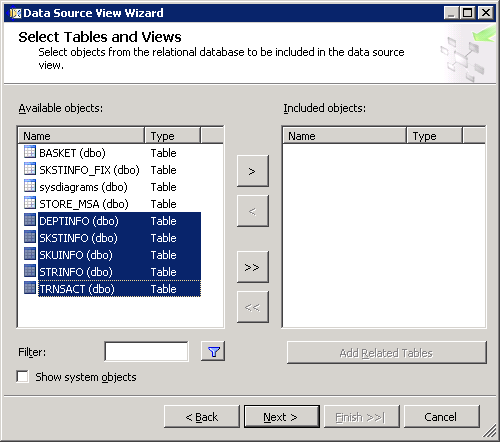 Data Source View Wizard
Select Tables and Views
Select objects from the relational database to be included in the data source
view.
Available objects:
Included objects:
Name Type
Name Type
BASKET (dbo) Table
SKSTINFO_FIX (dbo) Table
sysdiagrams (dbo) Table
STORE_MSA (dbo) Table
DEPTINFO (dbo) Table
SKSTINFO (dbo) Table
SKUINFO (dbo) Table
STRINFO (dbo) Table
TRNSACT (dbo) Table
>
<
>>
<<
Filter:
Add Related Tables
Show system objects
< Back
Next >
Finish >>|
Cancel